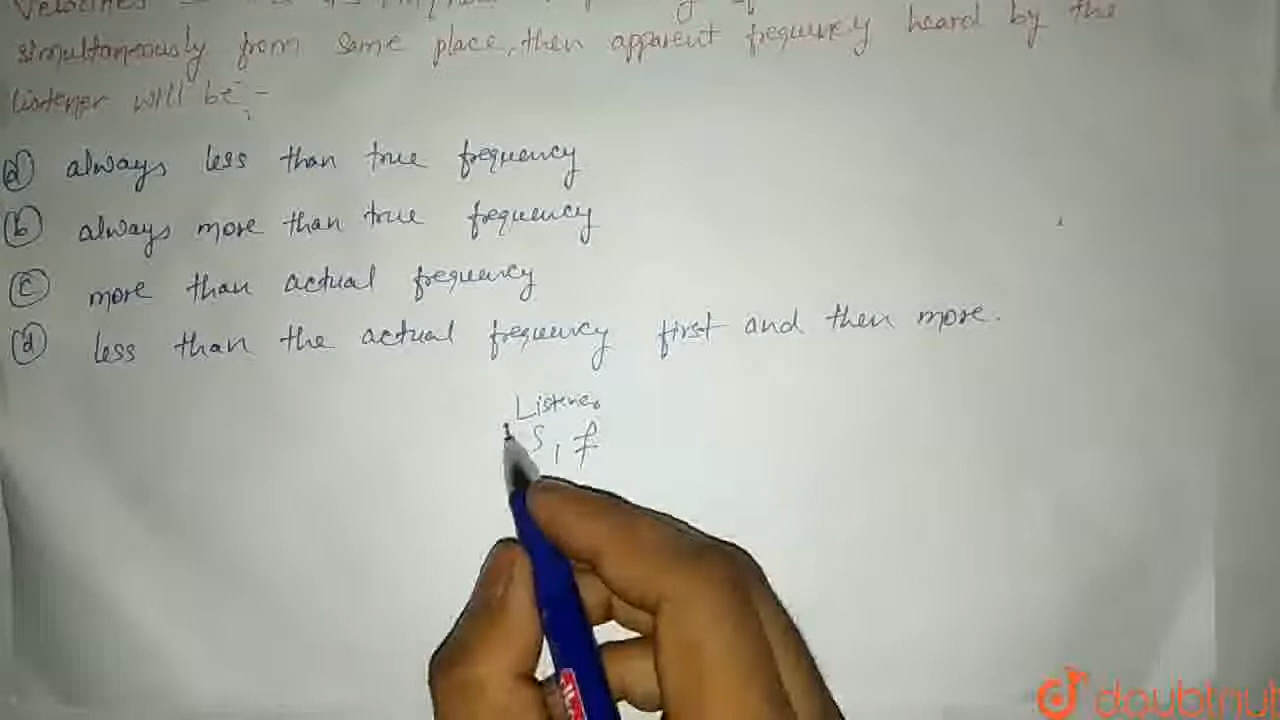 Velocities
simultaneously from same place, then apparent frequency heard by the
listener will be :-
(a) always less than true frequency
(b) always more than true frequency
(c) more than actual frequency
(d) less than the actual frequency first and then more.
Listener
S, f
doubtnut